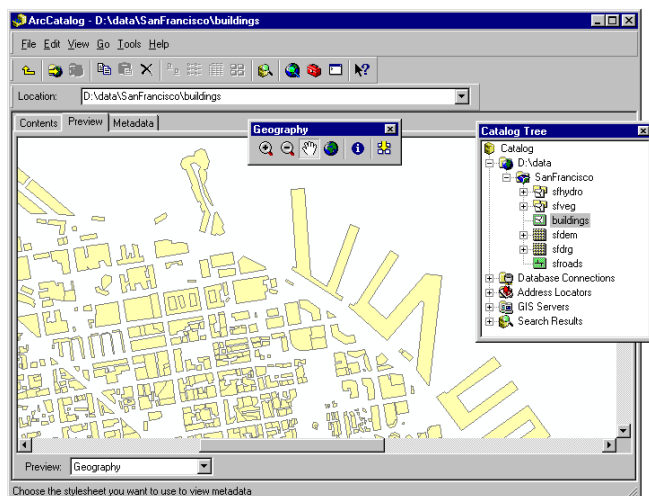 ArcCatalog - D:\data\SanFrancisco\buildings
File Edit View Go Tools Help
Location: D:\data\SanFrancisco\buildings
Contents Preview Metadata
Geography
Catalog Tree
Catalog
D:\data
SanFrancisco
sfhydro
sfveg
buildings
sfdem
sfdrg
sfroads
Database Connections
Address Locators
GIS Servers
Search Results
Preview: Geography
Choose the stylesheet you want to use to view metadata